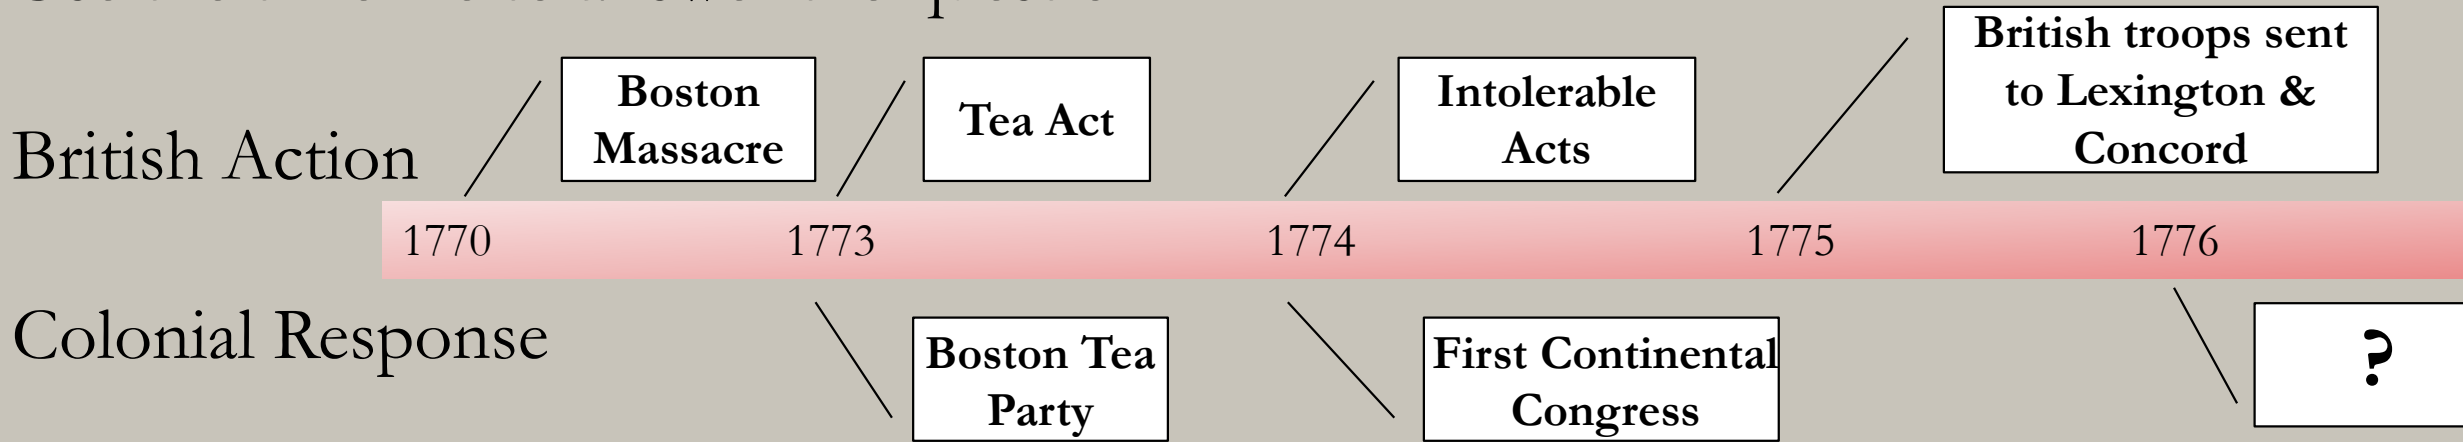 Boston
Massacre
Tea Act
Intolerable
Acts
British troops sent
to Lexington &
Concord
British Action
1770 1773 1774 1775 1776
Colonial Response
Boston Tea
Party
First Continental
Congress
?